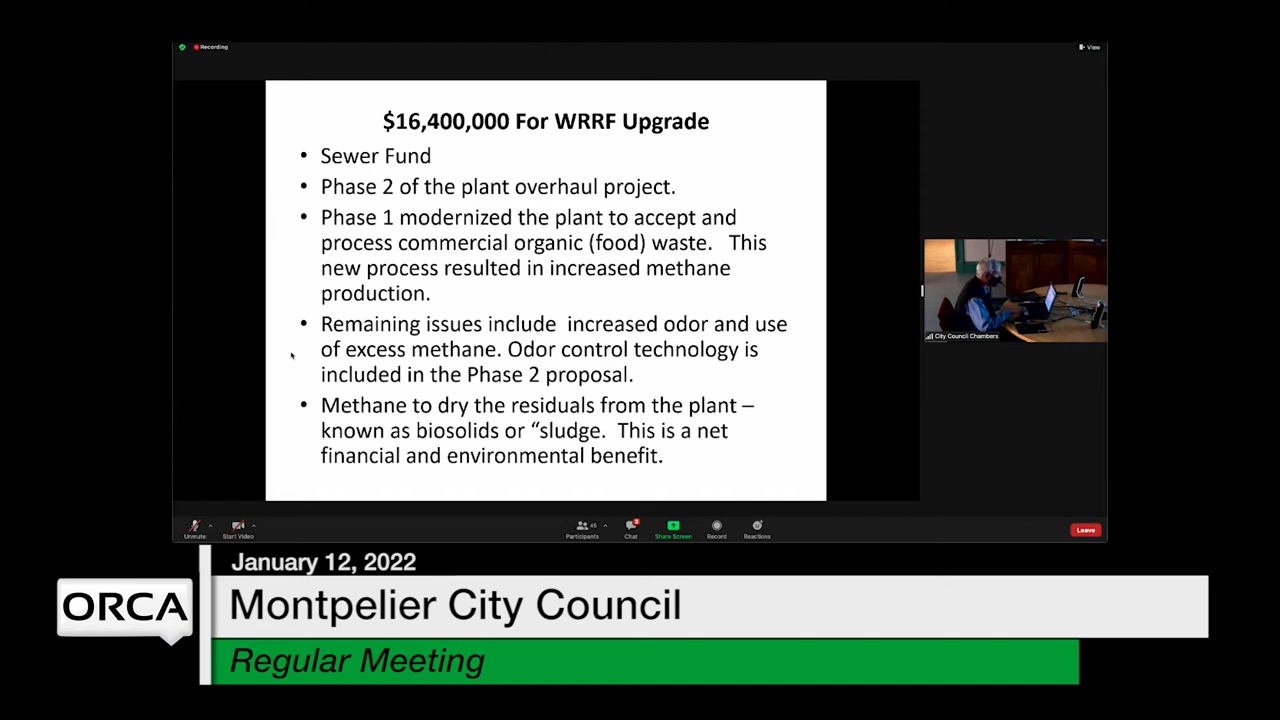 Recording
View
$16,400,000 For WRRF Upgrade
• Sewer Fund
• Phase 2 of the plant overhaul project.
• Phase 1 modernized the plant to accept and
process commercial organic (food) waste. This
new process resulted in increased methane
production.
• Remaining issues include increased odor and use
of excess methane. Odor control technology is
included in the Phase 2 proposal.
• Methane to dry the residuals from the plant –
known as biosolids or “sludge. This is a net
financial and environmental benefit.
City Council Chambers
Unmute
Start Video
Participants
Chat
Share Screen
Record
Reactions
Leave
January 12, 2022
ORCA
Montpelier City Council
Regular Meeting